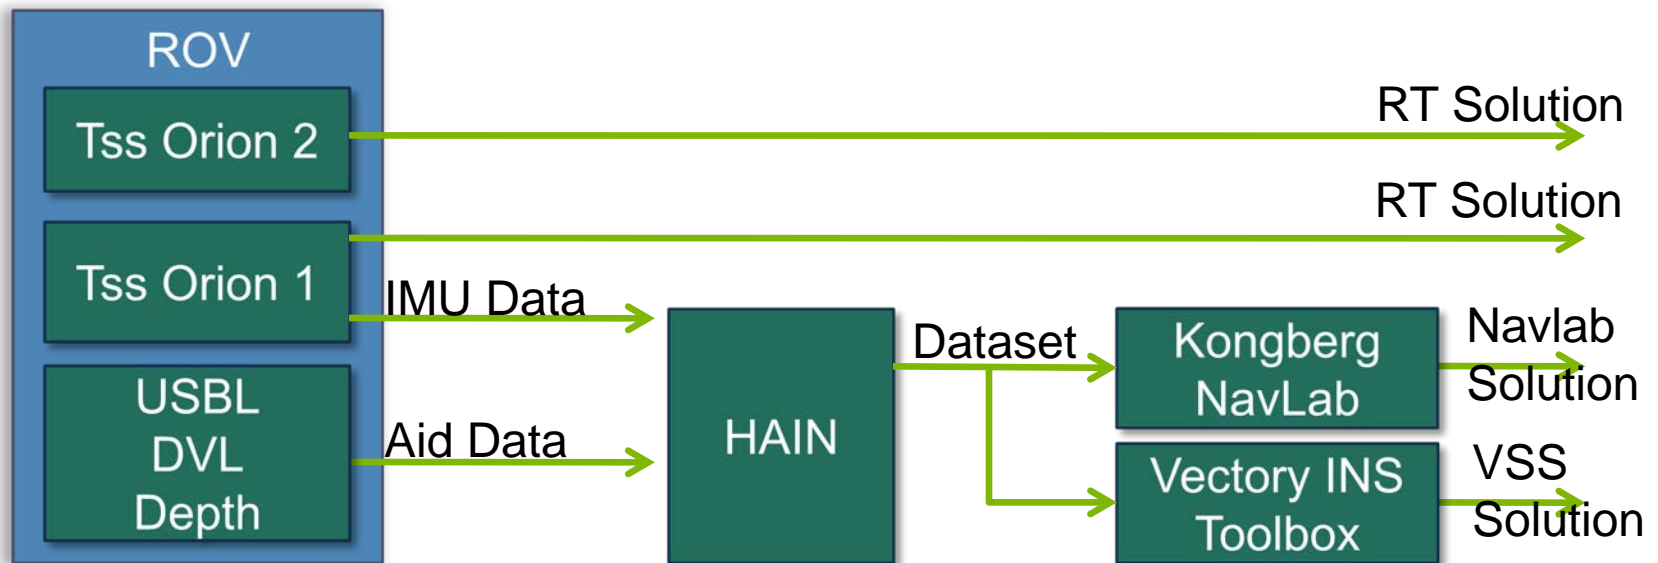 ROV
Tss Orion 2
RT Solution
RT Solution
Tss Orion 1
IMU Data
USBL
DVL
Depth
Aid Data
HAIN
Dataset
Kongberg
NavLab
Navlab
Solution
Vectory INS
Toolbox
VSS
Solution